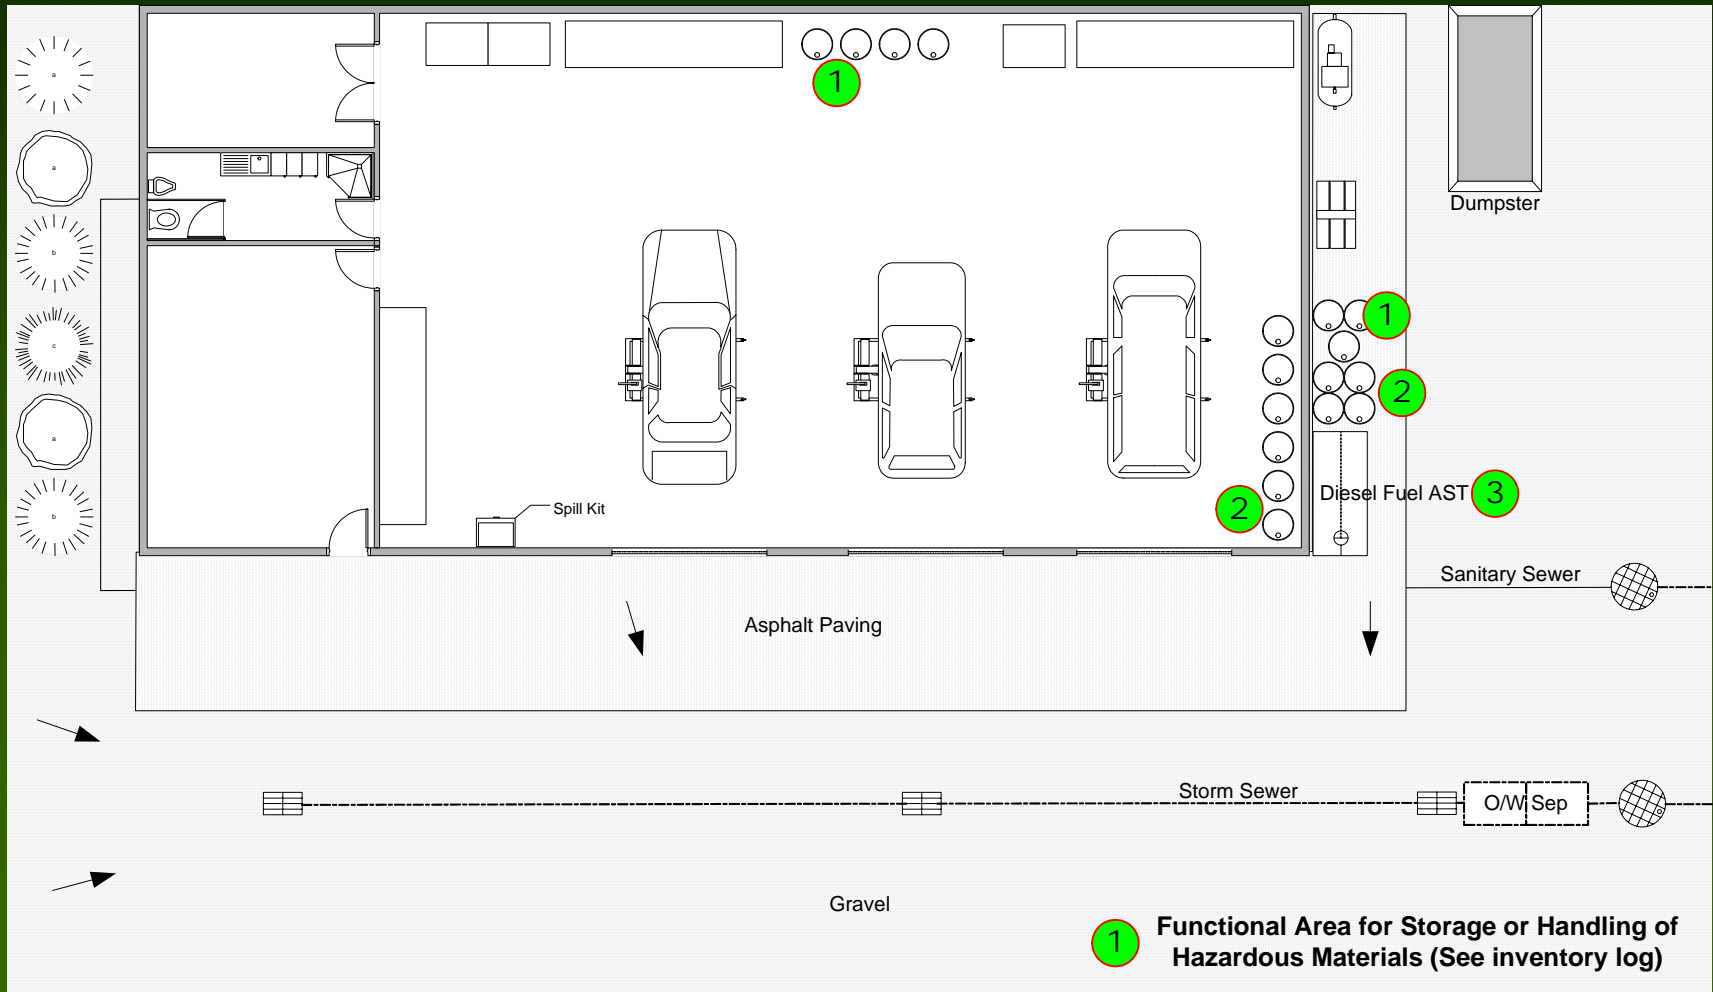 1
Dumpster
1
2
Spill Kit
2
Diesel Fuel AST
3
Sanitary Sewer
Asphalt Paving
Storm Sewer
O/W Sep
Gravel
1
Functional Area for Storage or Handling of
Hazardous Materials (See inventory log)
a
a
b
c
a
b